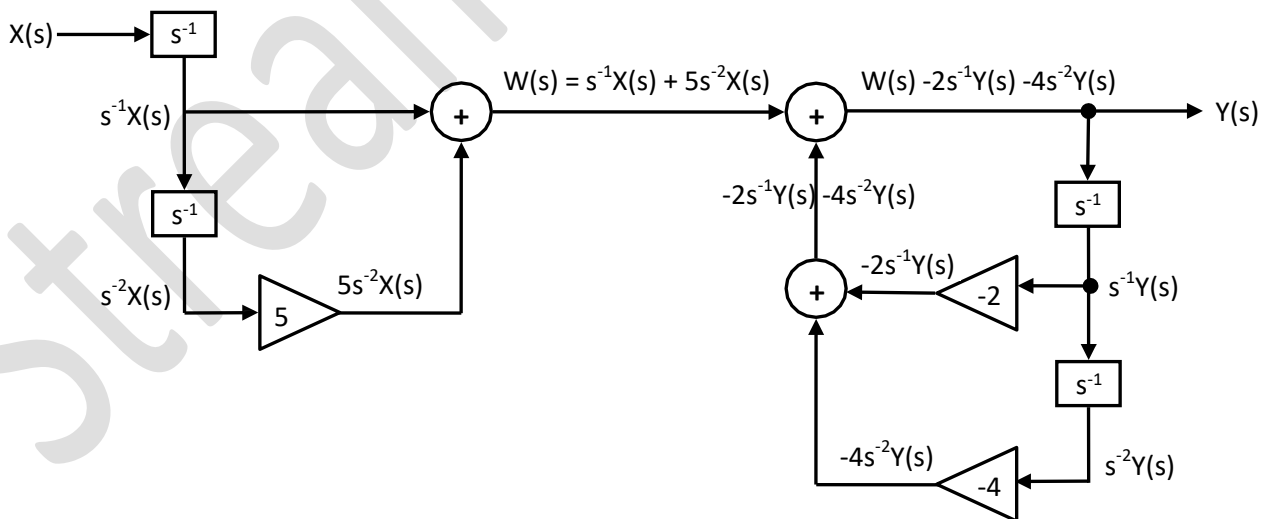 X(s)
s⁻¹
W(s) = s⁻¹X(s) + 5s⁻²X(s)
W(s) -2s⁻¹Y(s) -4s⁻²Y(s)
s⁻¹X(s)
+
+
Y(s)
s⁻¹
-2s⁻¹Y(s) -4s⁻²Y(s)
s⁻¹
s⁻²X(s)
5
5s⁻²X(s)
+
-2s⁻¹Y(s)
-2
s⁻¹Y(s)
s⁻¹
-4s⁻²Y(s)
-4
s⁻²Y(s)